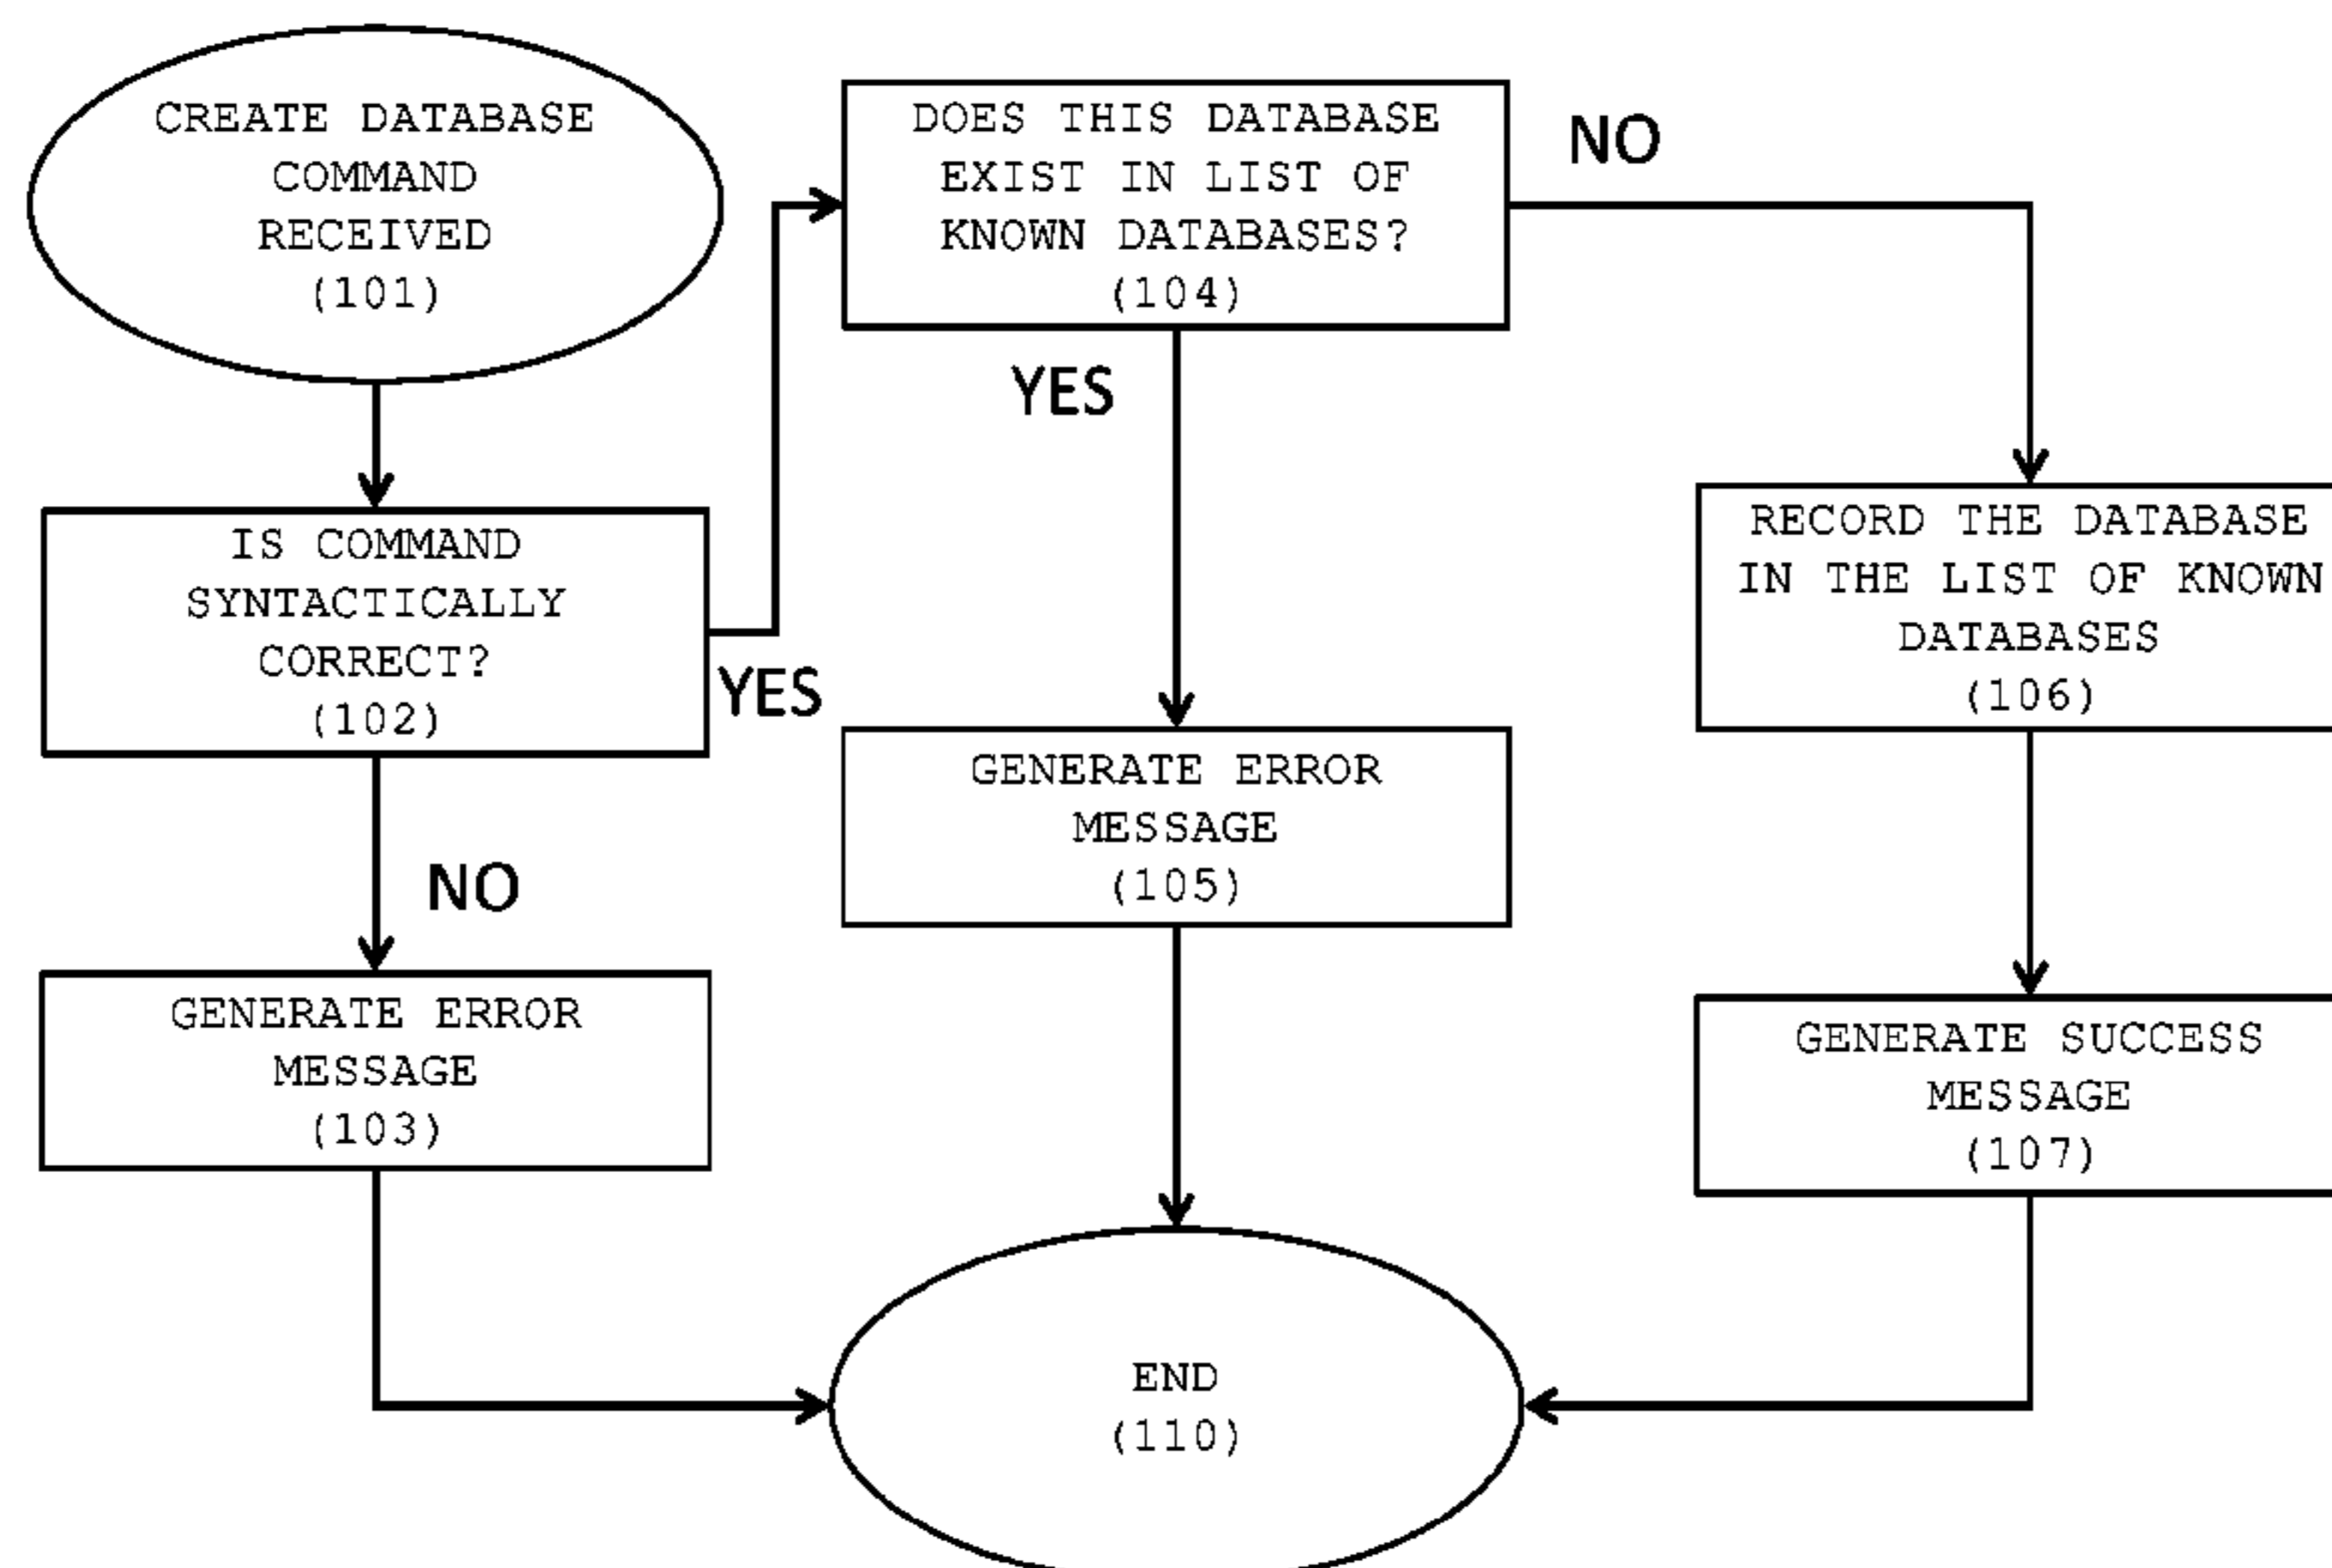 CREATE DATABASE
COMMAND
RECEIVED
(101)
IS COMMAND
SYNTACTICALLY
CORRECT?
(102)
YES
NO
GENERATE ERROR
MESSAGE
(103)
DOES THIS DATABASE
EXIST IN LIST OF
KNOWN DATABASES?
(104)
NO
YES
GENERATE ERROR
MESSAGE
(105)
RECORD THE DATABASE
IN THE LIST OF KNOWN
DATABASES
(106)
GENERATE SUCCESS
MESSAGE
(107)
END
(110)